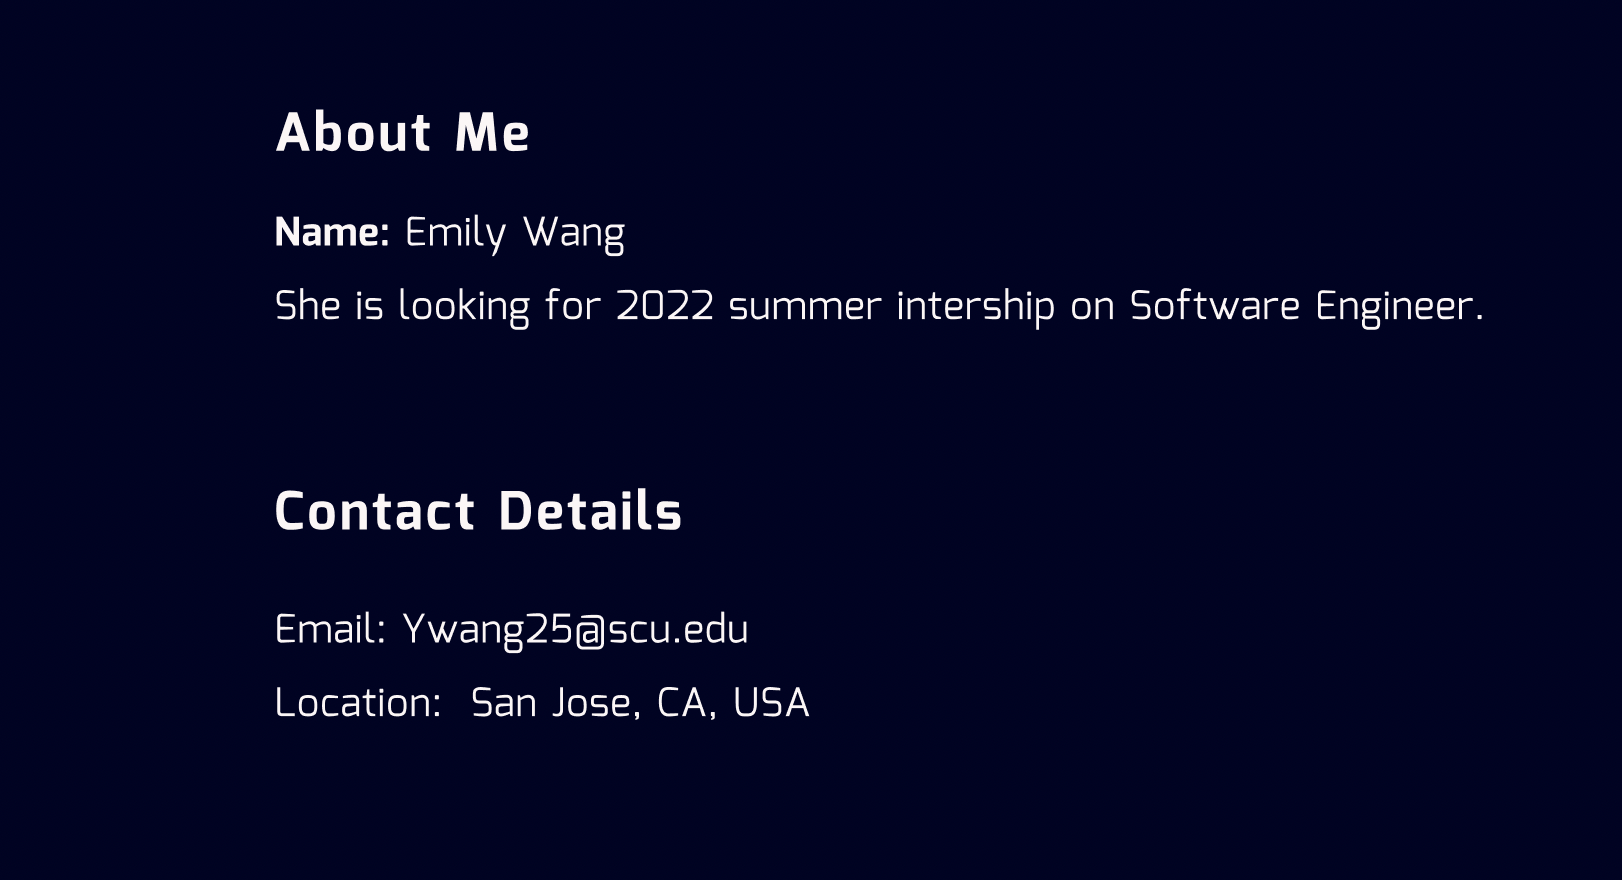 About Me
Name: Emily Wang
She is looking for 2022 summer intership on Software Engineer.
Contact Details
Email: Ywang25@scu.edu
Location: San Jose, CA, USA